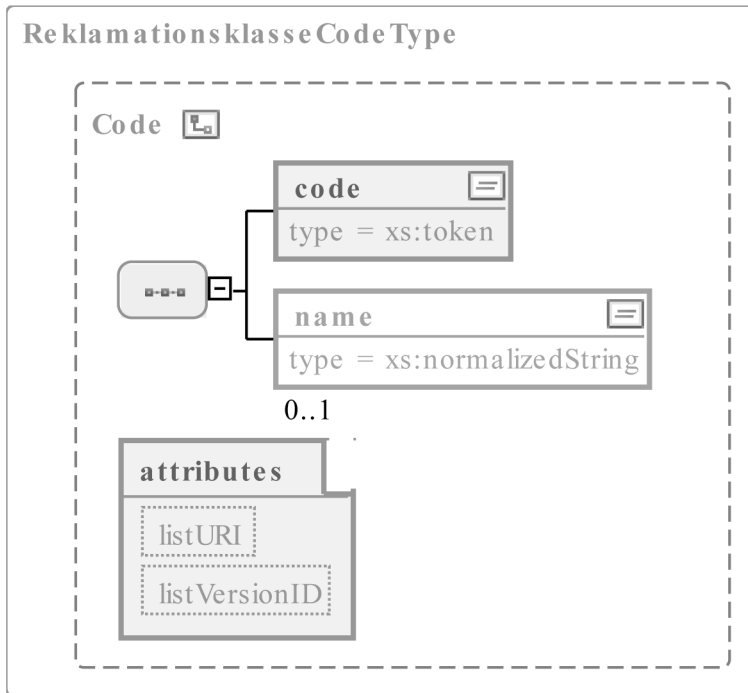 ReklamationsklasseCodeType
Code
code
type = xs:token
name
type = xs:normalizedString
0..1
attributes
listURI
listVersionID